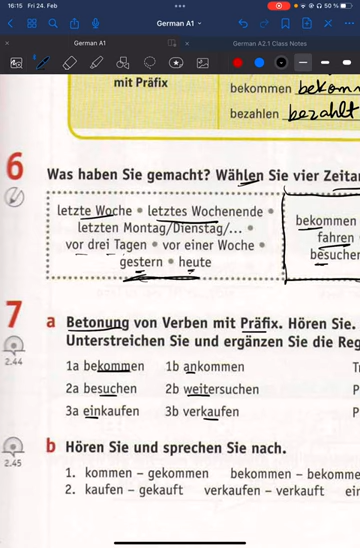 16:15 Fri 24. Feb
50 %
German A1
German A1
German A2.1 Class Notes
mit Präfix
bekommen bekom
bezahlen bezahlt
6
Was haben Sie gemacht? Wählen Sie vier Zeitan
letzte Woche • letztes Wochenende •
letzten Montag/Dienstag/... •
vor drei Tagen • vor einer Woche •
gestern • heute
bekommen
fahren
besuchen
7
a Betonung von Verben mit Präfix. Hören Sie.
Unterstreichen Sie und ergänzen Sie die Reg
2.44
1a bekommen 1b ankommen Tr
2a besuchen 2b weitersuchen P
3a einkaufen 3b verkaufen P
b Hören Sie und sprechen Sie nach.
2.45
1. kommen – gekommen bekommen – bekomme
2. kaufen – gekauft verkaufen – verkauft ein